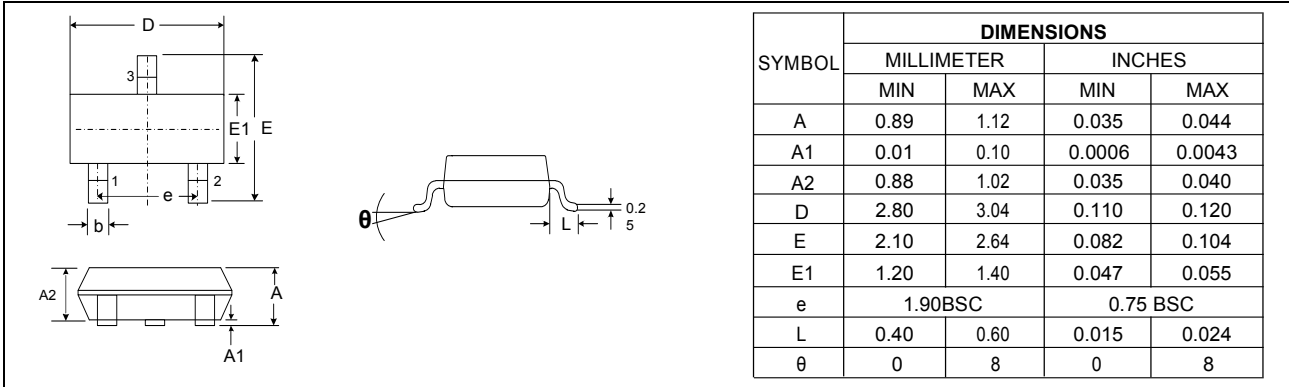 D
3
E1 E
1 2
e
b
θ
L
0.2
5
A2
A
A1
DIMENSIONS
SYMBOL MILLIMETER INCHES
MIN MAX MIN MAX
A 0.89 1.12 0.035 0.044
A1 0.01 0.10 0.0006 0.0043
A2 0.88 1.02 0.035 0.040
D 2.80 3.04 0.110 0.120
E 2.10 2.64 0.082 0.104
E1 1.20 1.40 0.047 0.055
e 1.90BSC 0.75 BSC
L 0.40 0.60 0.015 0.024
θ 0 8 0 8